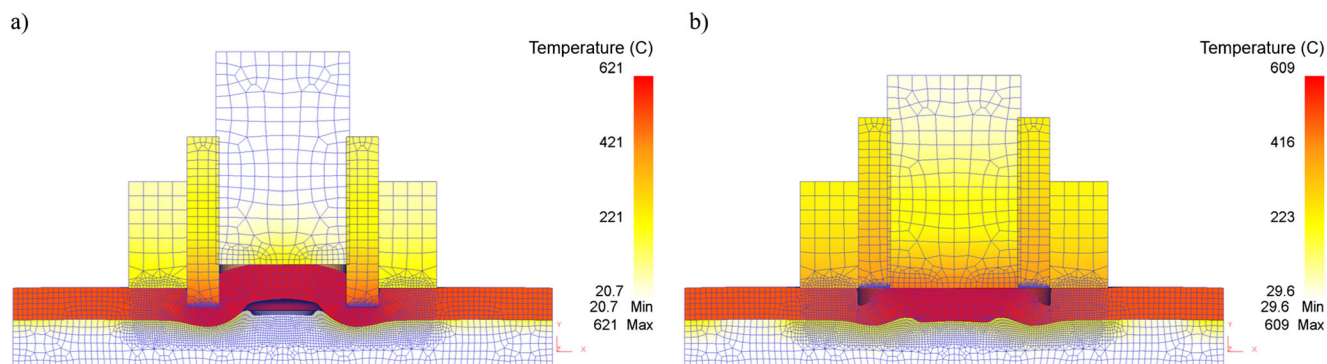 a)
Temperature (C)
621
421
221
20.7
20.7 Min
621 Max
Y
Z X
b)
Temperature (C)
609
416
223
29.6
29.6 Min
609 Max
Y
Z X